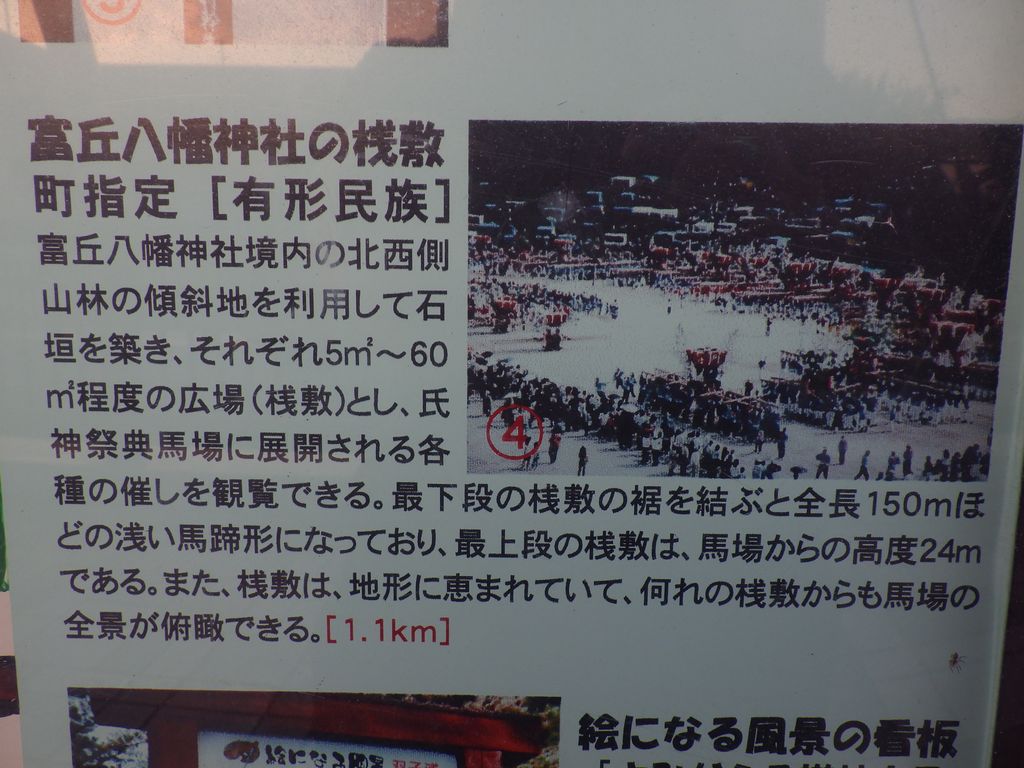 富丘八幡神社の桟敷
町指定 [有形民族]
富丘八幡神社境内の北西側
山林の傾斜地を利用して石
垣を築き、それぞれ5㎡～60
㎡程度の広場(桟敷)とし、氏
神祭典馬場に展開される各
種の催しを観覧できる。最下段の桟敷の裾を結ぶと全長150mほ
どの浅い馬蹄形になっており、最上段の桟敷は、馬場からの高度24m
である。また、桟敷は、地形に恵まれていて、何れの桟敷からも馬場の
全景が俯瞰できる。[1.1km]
④
絵になる風景の看板
絵になる風景